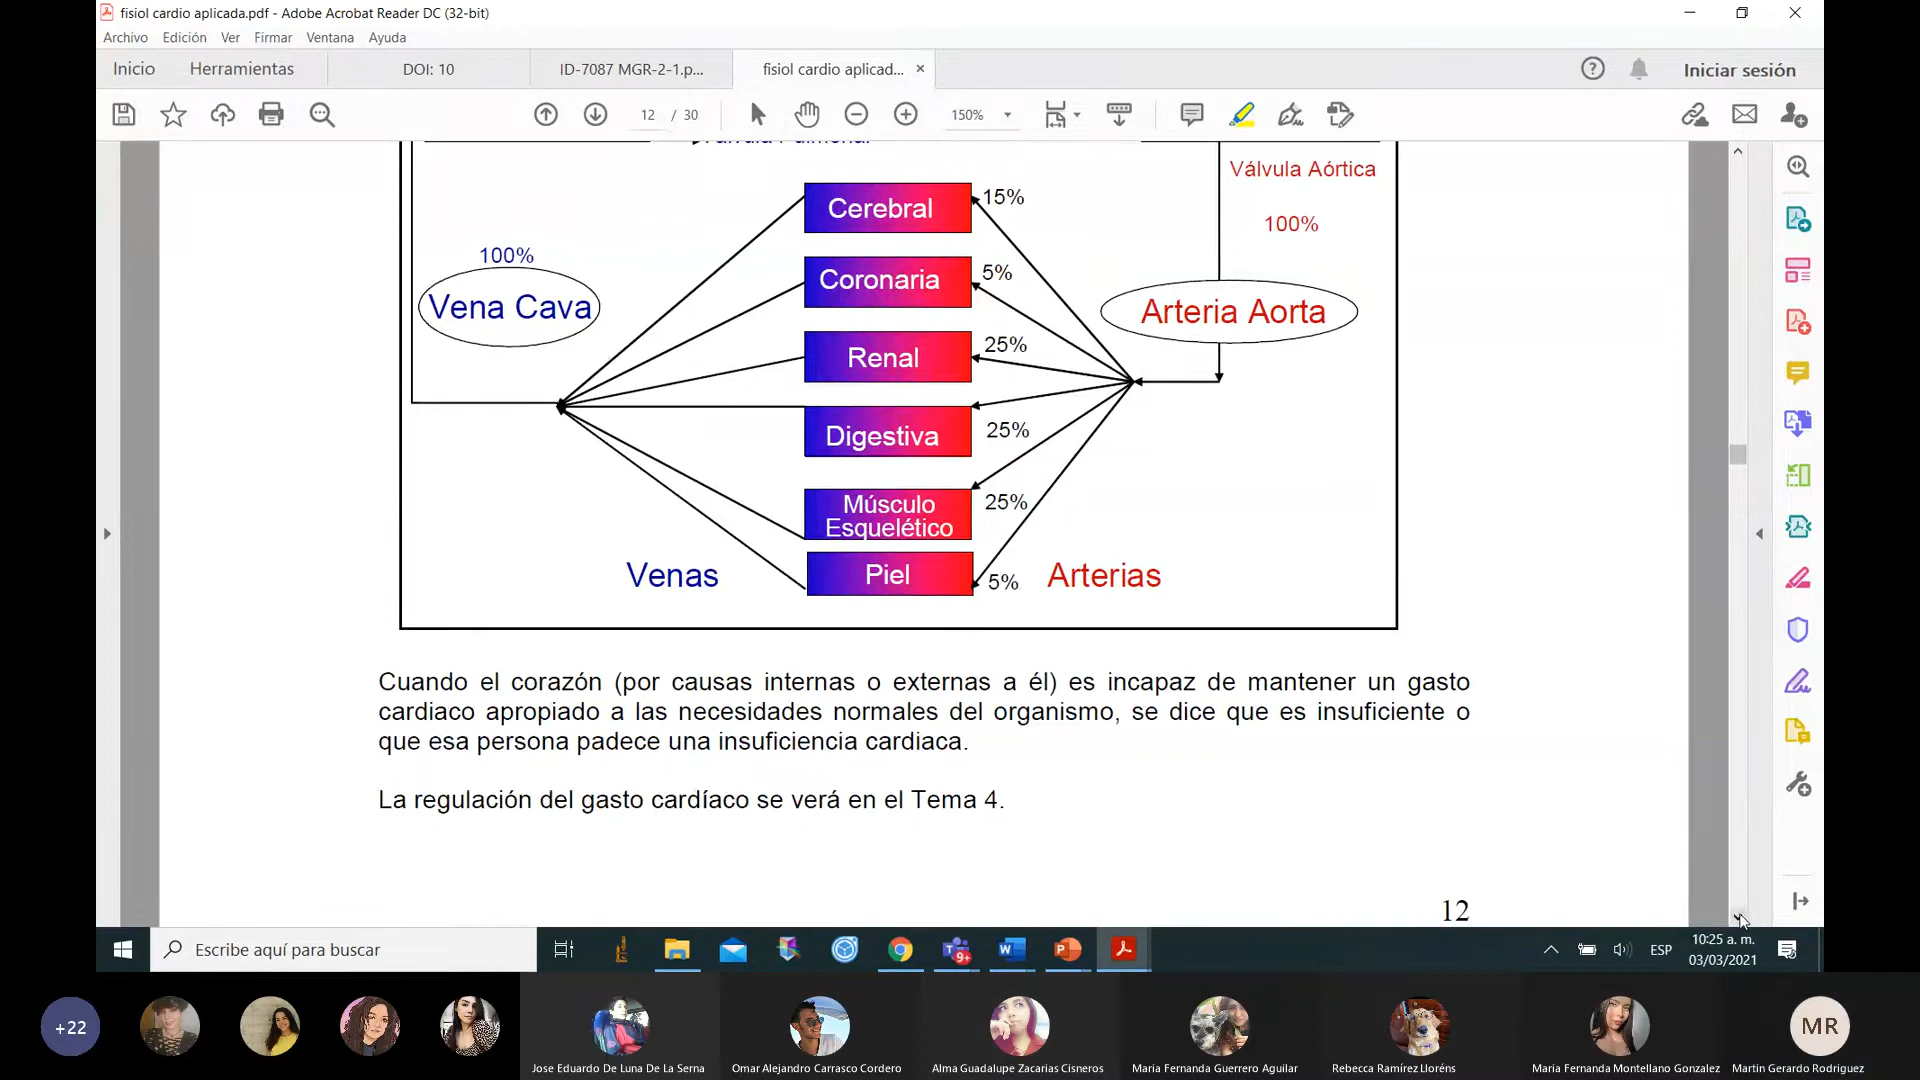 fisiol cardio aplicada.pdf - Adobe Acrobat Reader DC (32-bit)
Archivo Edición Ver Firmar Ventana Ayuda
Inicio Herramientas DOI: 10 ID-7087 MGR-2-1.p... fisiol cardio aplicad... Iniciar sesión
12 / 30 150%
Válvula Aórtica
Cerebral 15%
100%
100%
Coronaria 5%
Vena Cava
Arteria Aorta
Renal 25%
Digestiva 25%
Músculo
Esquelético 25%
Venas Piel 5% Arterias
Cuando el corazón (por causas internas o externas a él) es incapaz de mantener un gasto
cardiaco apropiado a las necesidades normales del organismo, se dice que es insuficiente o
que esa persona padece una insuficiencia cardiaca.
La regulación del gasto cardíaco se verá en el Tema 4.
12
Escribe aquí para buscar 9+ ESP 10:25 a. m.
03/03/2021
+22 MR
Jose Eduardo De Luna De La Serna Omar Alejandro Carrasco Cordero Alma Guadalupe Zacarias Cisneros Maria Fernanda Guerrero Aguilar Rebecca Ramírez Lloréns Maria Fernanda Montellano Gonzalez Martin Gerardo Rodriguez